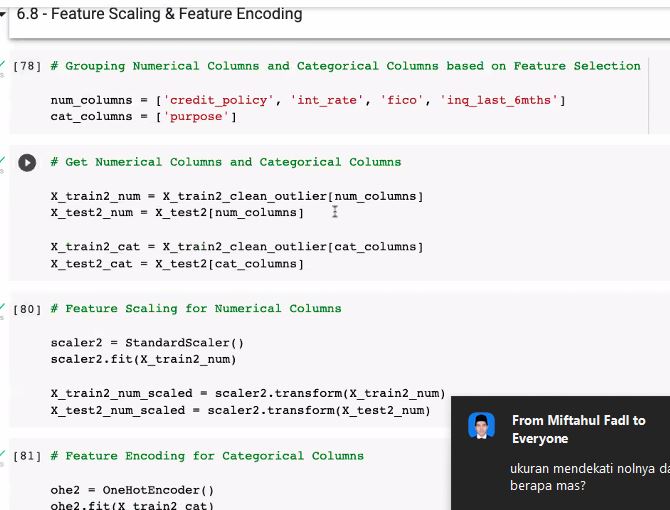 6.8 - Feature Scaling & Feature Encoding
[78] # Grouping Numerical Columns and Categorical Columns based on Feature Selection
num_columns = ['credit_policy', 'int_rate', 'fico', 'inq_last_6mths']
cat_columns = ['purpose']
# Get Numerical Columns and Categorical Columns
X_train2_num = X_train2_clean_outlier[num_columns]
X_test2_num = X_test2[num_columns]
X_train2_cat = X_train2_clean_outlier[cat_columns]
X_test2_cat = X_test2[cat_columns]
[80] # Feature Scaling for Numerical Columns
scaler2 = StandardScaler()
scaler2.fit(X_train2_num)
X_train2_num_scaled = scaler2.transform(X_train2_num)
X_test2_num_scaled = scaler2.transform(X_test2_num)
[81] # Feature Encoding for Categorical Columns
ohe2 = OneHotEncoder()
ohe2.fit(X_train2_cat)
From Miftahul Fadl to
Everyone
ukuran mendekati nolnya da
berapa mas?